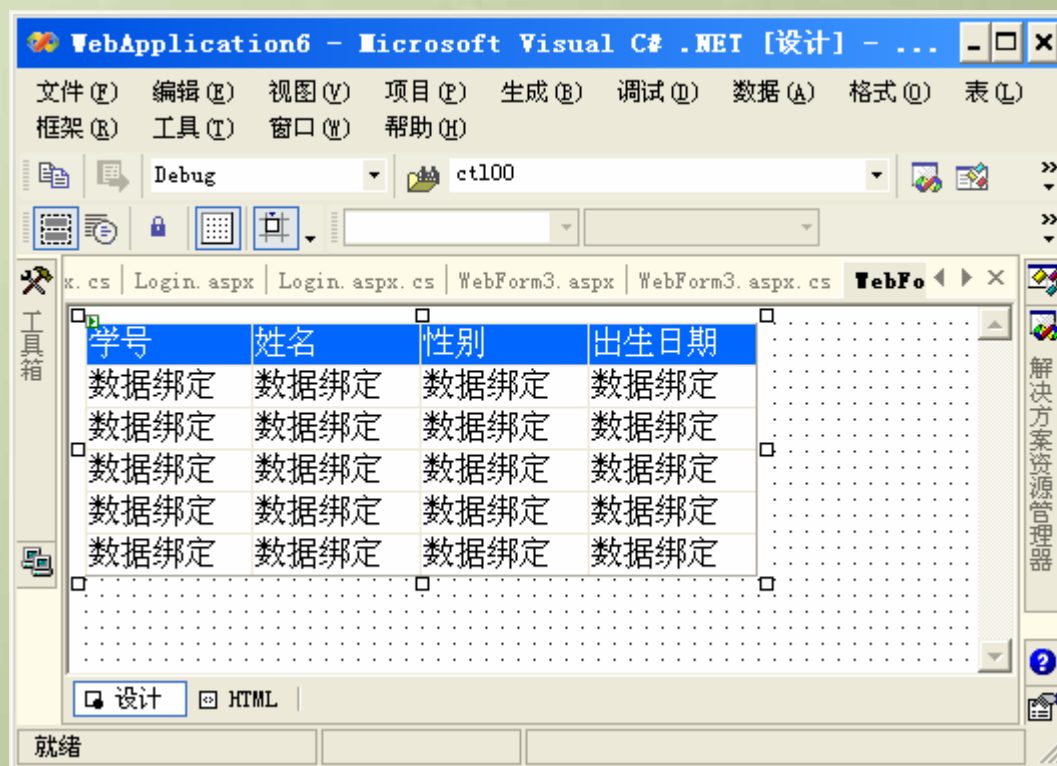 WebApplication6 - Microsoft Visual C# .NET [设计] - ...
文件(F) 编辑(E) 视图(V) 项目(P) 生成(B) 调试(D) 数据(A) 格式(O) 表(L)
框架(R) 工具(T) 窗口(W) 帮助(H)
Debug ctl00
x.cs Login.aspx Login.aspx.cs WebForm3.aspx WebForm3.aspx.cs WebFo
工具箱
学号 姓名 性别 出生日期
数据绑定 数据绑定 数据绑定 数据绑定
数据绑定 数据绑定 数据绑定 数据绑定
数据绑定 数据绑定 数据绑定 数据绑定
数据绑定 数据绑定 数据绑定 数据绑定
数据绑定 数据绑定 数据绑定 数据绑定
解决方案资源管理器
设计 HTML
就绪